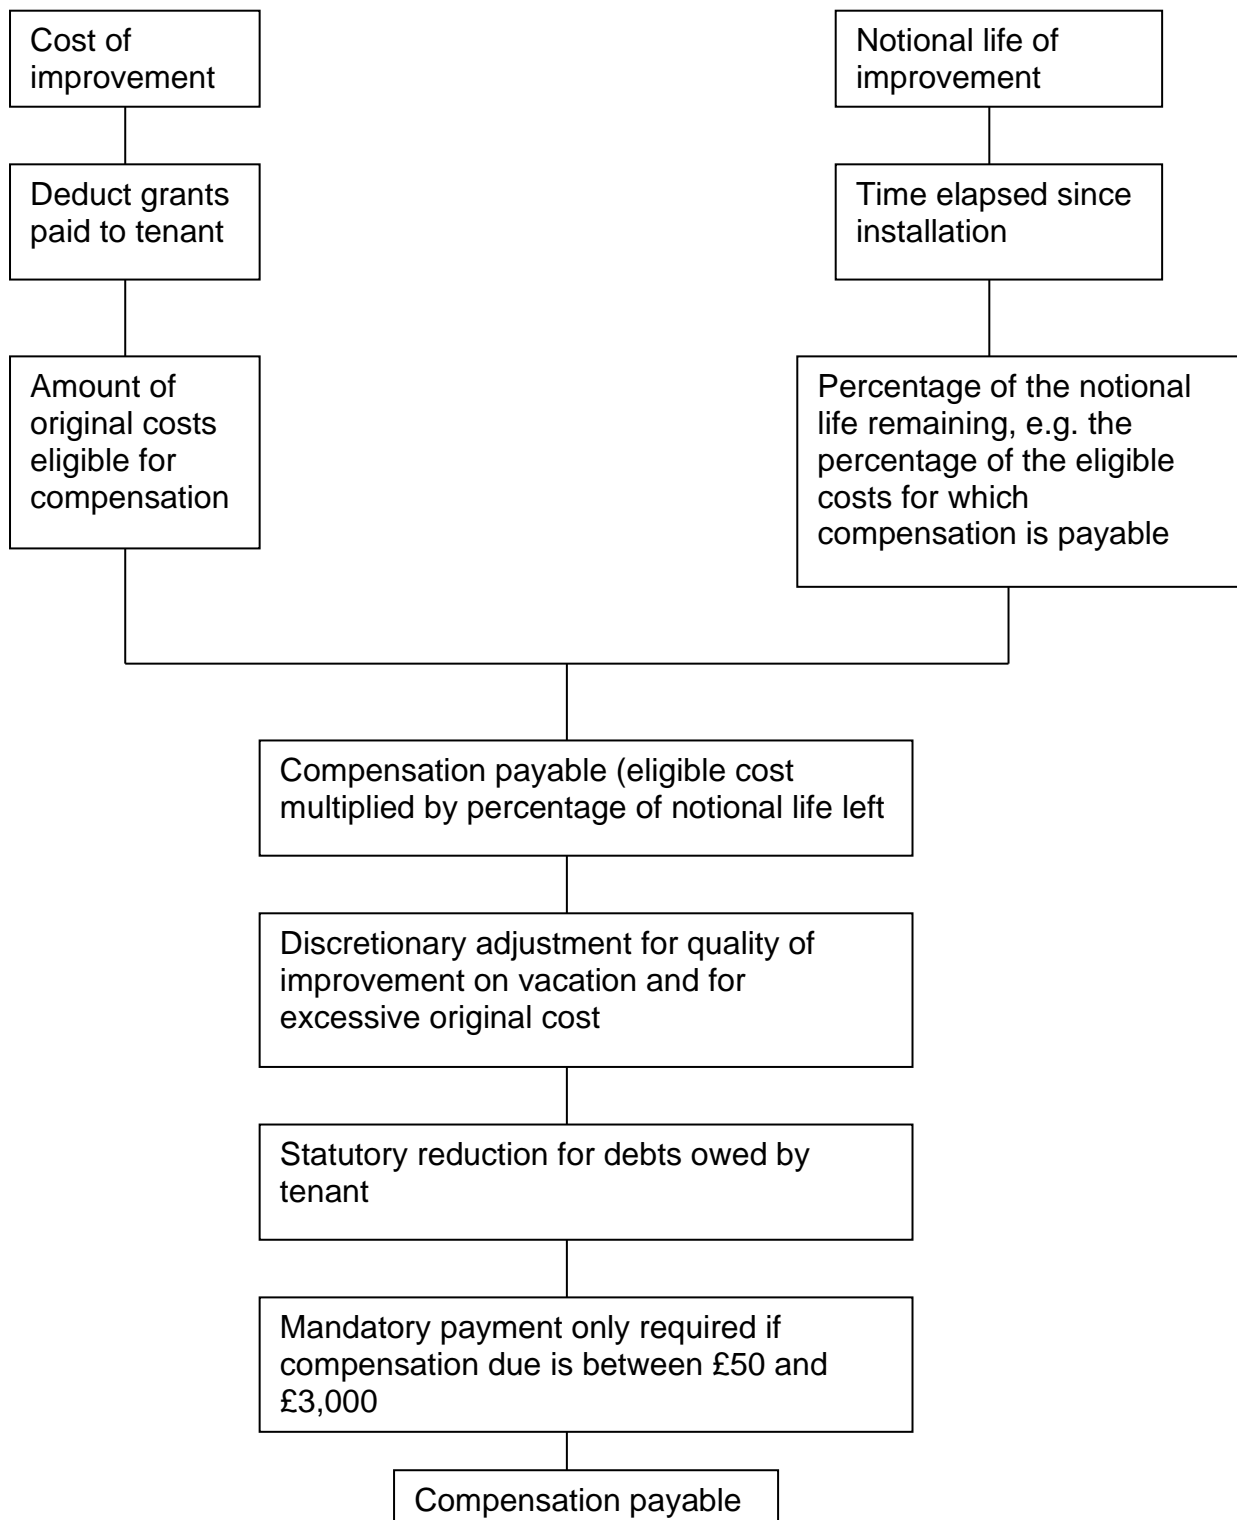 Cost of
improvement
Notional life of
improvement
Deduct grants
paid to tenant
Time elapsed since
installation
Amount of
original costs
eligible for
compensation
Percentage of the notional
life remaining, e.g. the
percentage of the eligible
costs for which
compensation is payable
Compensation payable (eligible cost
multiplied by percentage of notional life left
Discretionary adjustment for quality of
improvement on vacation and for
excessive original cost
Statutory reduction for debts owed by
tenant
Mandatory payment only required if
compensation due is between £50 and
£3,000
Compensation payable